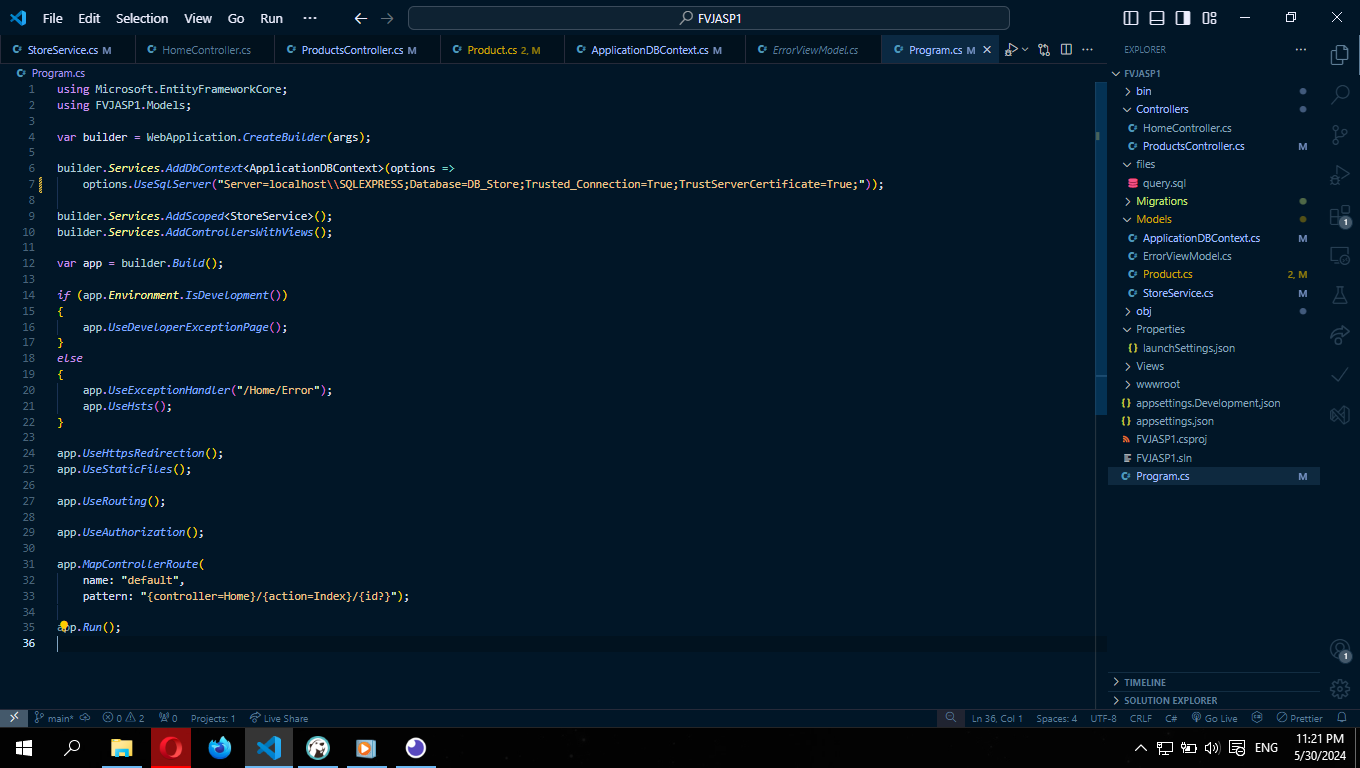 File Edit Selection View Go Run ··· FVJASP1
StoreService.cs M HomeController.cs ProductsController.cs M Product.cs 2, M ApplicationDBContext.cs M ErrorViewModel.cs Program.cs M
Program.cs
1 using Microsoft.EntityFrameworkCore;
2 using FVJASP1.Models;
3
4 var builder = WebApplication.CreateBuilder(args);
5
6 builder.Services.AddDbContext<ApplicationDBContext>(options =>
7 options.UseSqlServer("Server=localhost\\SQLEXPRESS;Database=DB_Store;Trusted_Connection=True;TrustServerCertificate=True;"));
8
9 builder.Services.AddScoped<StoreService>();
10 builder.Services.AddControllersWithViews();
11
12 var app = builder.Build();
13
14 if (app.Environment.IsDevelopment())
15 {
16 app.UseDeveloperExceptionPage();
17 }
18 else
19 {
20 app.UseExceptionHandler("/Home/Error");
21 app.UseHsts();
22 }
23
24 app.UseHttpsRedirection();
25 app.UseStaticFiles();
26
27 app.UseRouting();
28
29 app.UseAuthorization();
30
31 app.MapControllerRoute(
32 name: "default",
33 pattern: "{controller=Home}/{action=Index}/{id?}");
34
35 app.Run();
36
EXPLORER
FVJASP1
bin
Controllers
HomeController.cs
ProductsController.cs M
files
query.sql
Migrations
Models
ApplicationDBContext.cs M
ErrorViewModel.cs
Product.cs 2, M
StoreService.cs M
obj
Properties
launchSettings.json
Views
wwwroot
appsettings.Development.json
appsettings.json
FVJASP1.csproj
FVJASP1.sln
Program.cs M
TIMELINE
SOLUTION EXPLORER
1
1
main* 0 2 0 Projects: 1 Live Share Ln 36, Col 1 Spaces: 4 UTF-8 CRLF C# Go Live Prettier
ENG 11:21 PM
5/30/2024